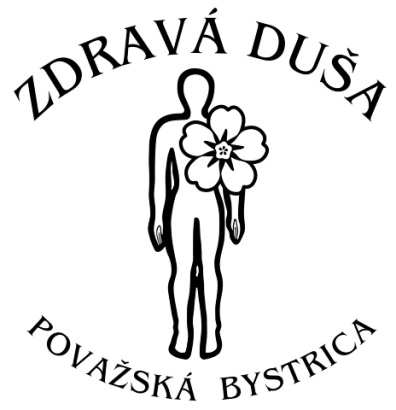 ZDRAVÁ DUŠA
POVAŽSKÁ BYSTRICA